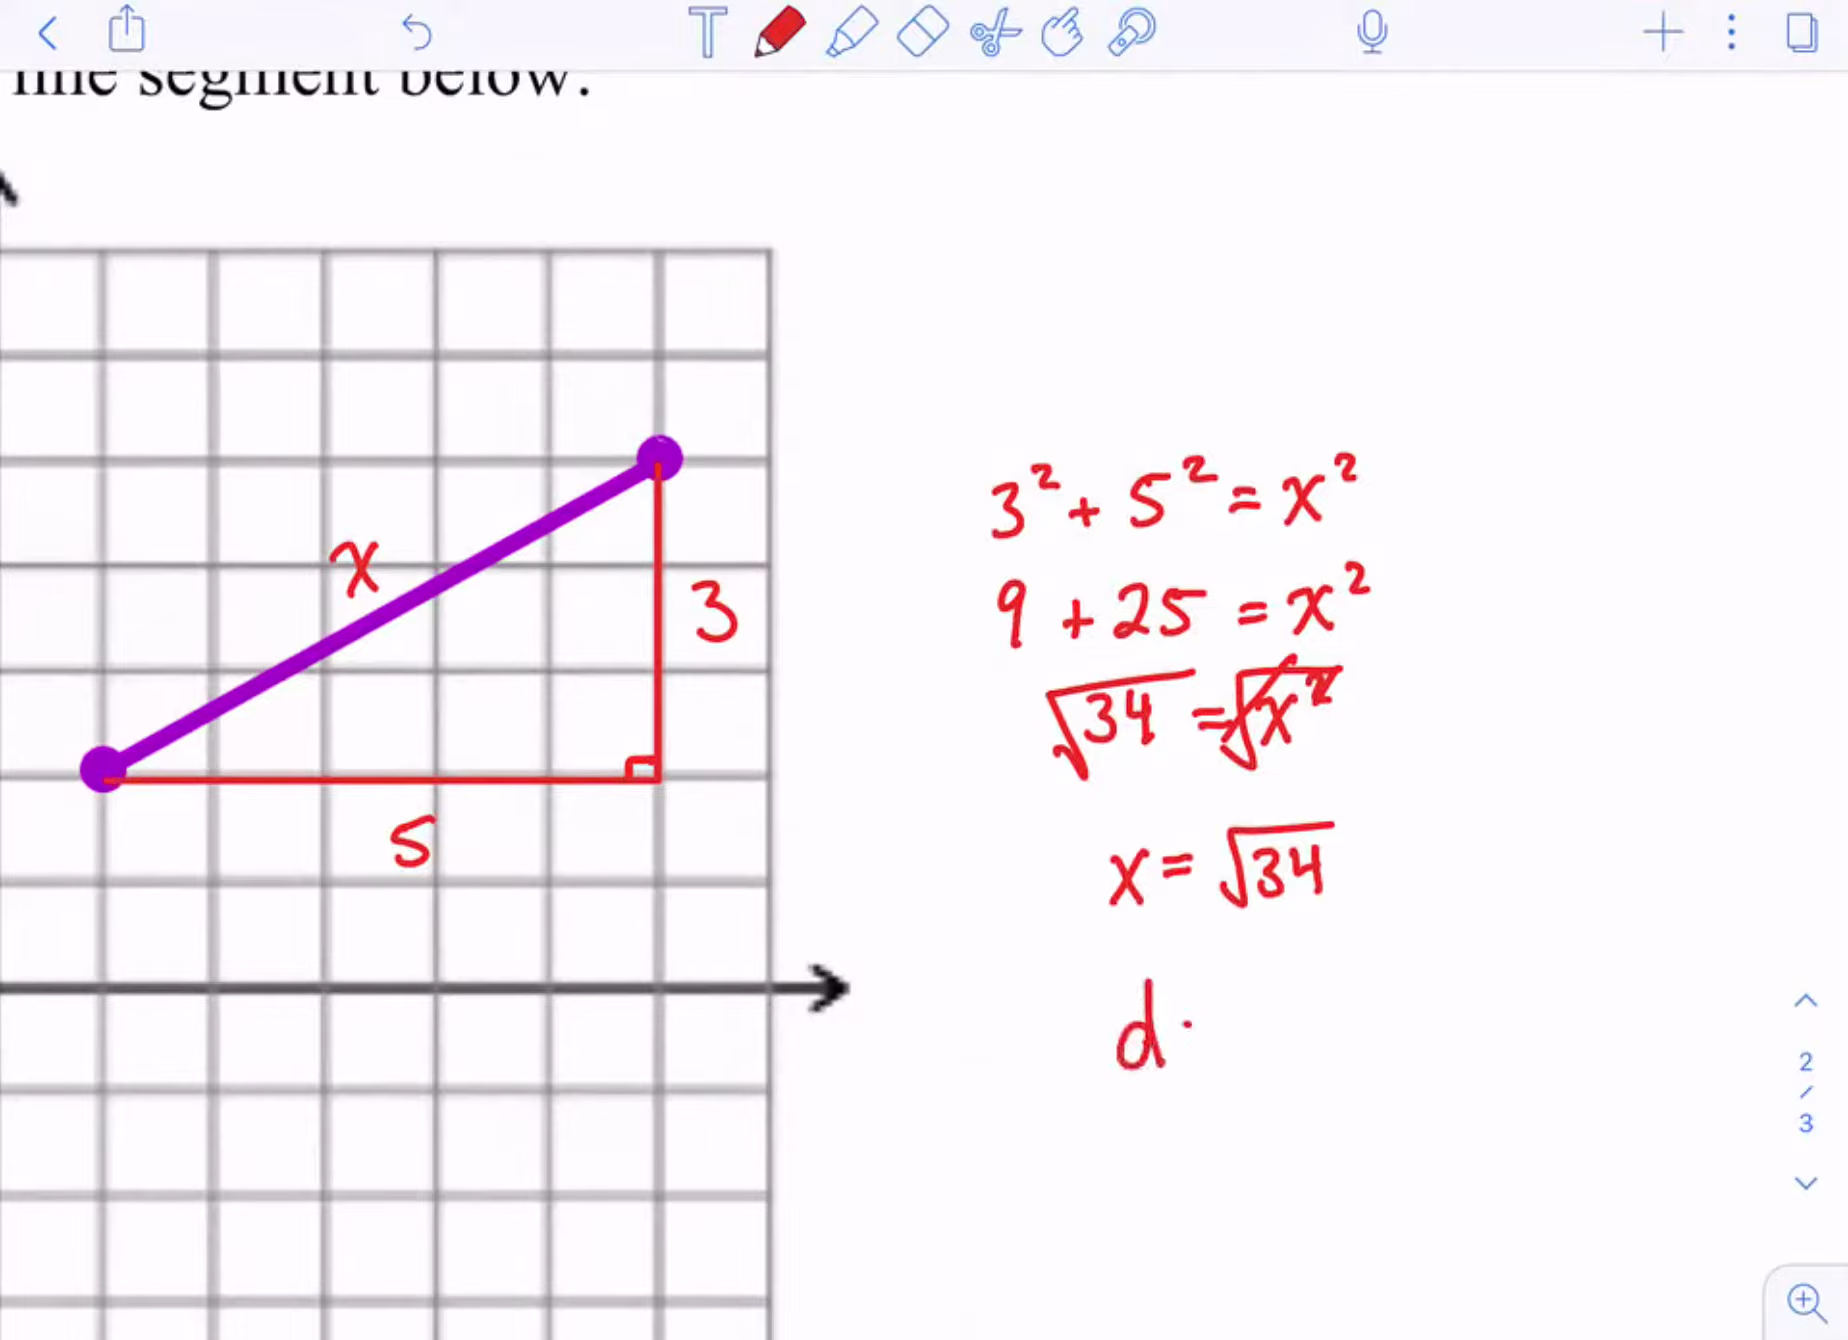 line segment below.
x
3
5
3² + 5² = x²
9 + 25 = x²
√34 = √x²
x = √34
d
2
/
3